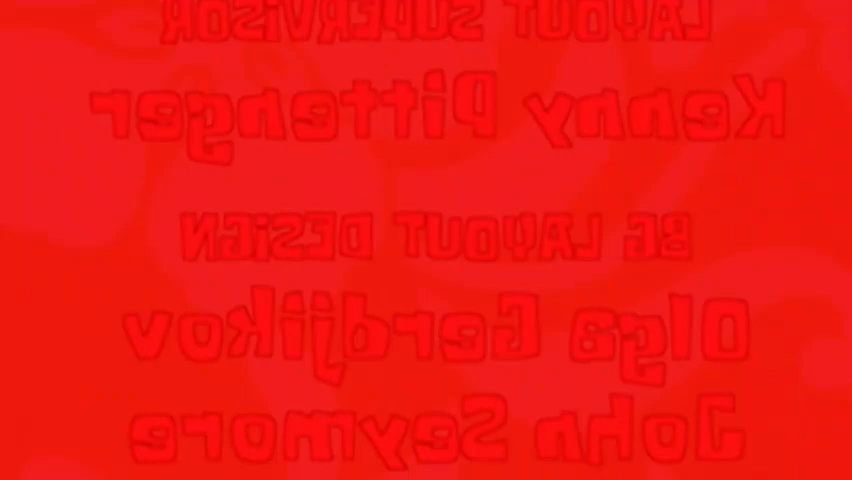 LAYOUT SUPERVISOR
Kenny Pittenger
BG LAYOUT DESIGN
Olga Gerdjikov
John Seymore